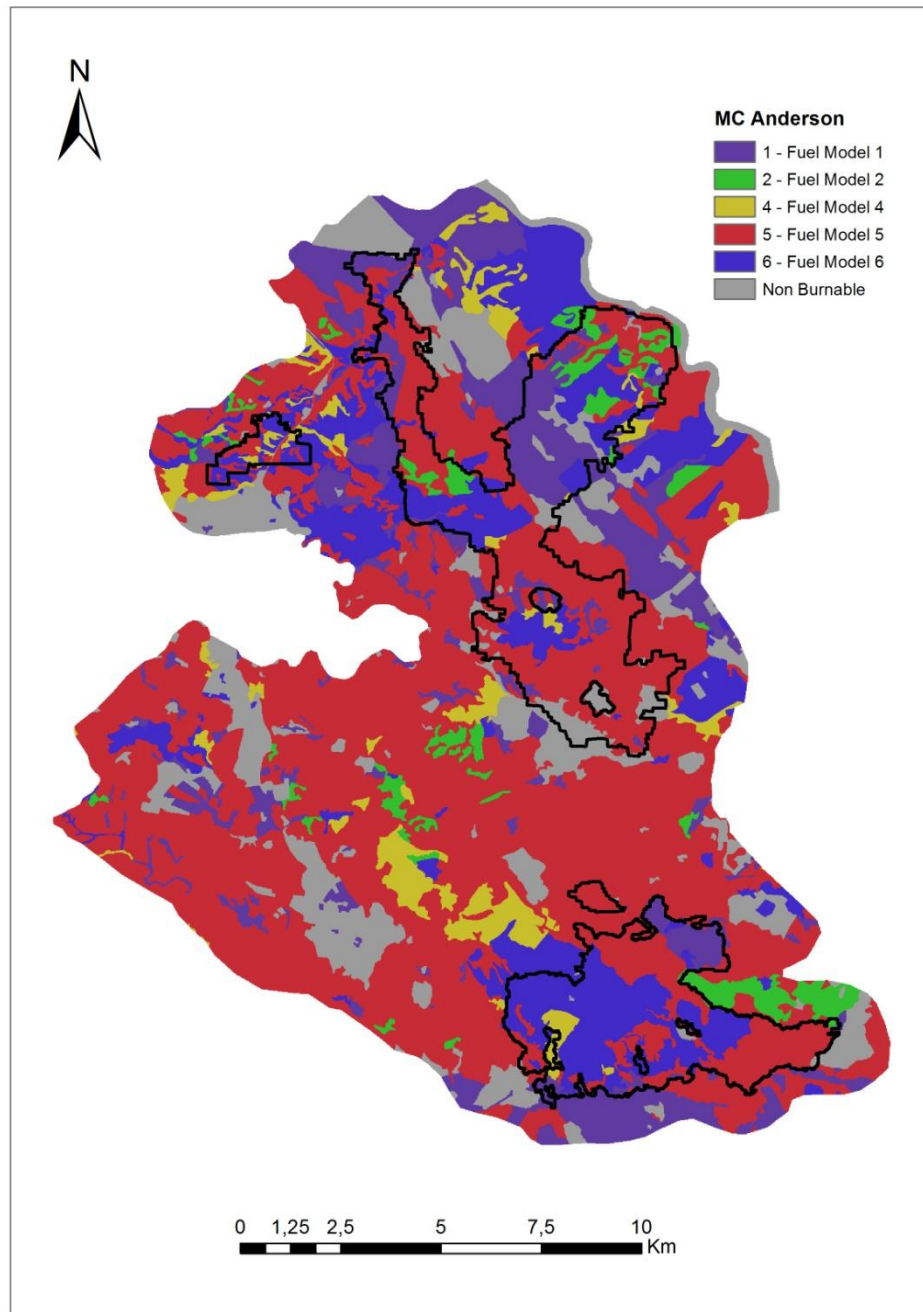 N
MC Anderson
1 - Fuel Model 1
2 - Fuel Model 2
4 - Fuel Model 4
5 - Fuel Model 5
6 - Fuel Model 6
Non Burnable
0 1,25 2,5 5 7,5 10
Km